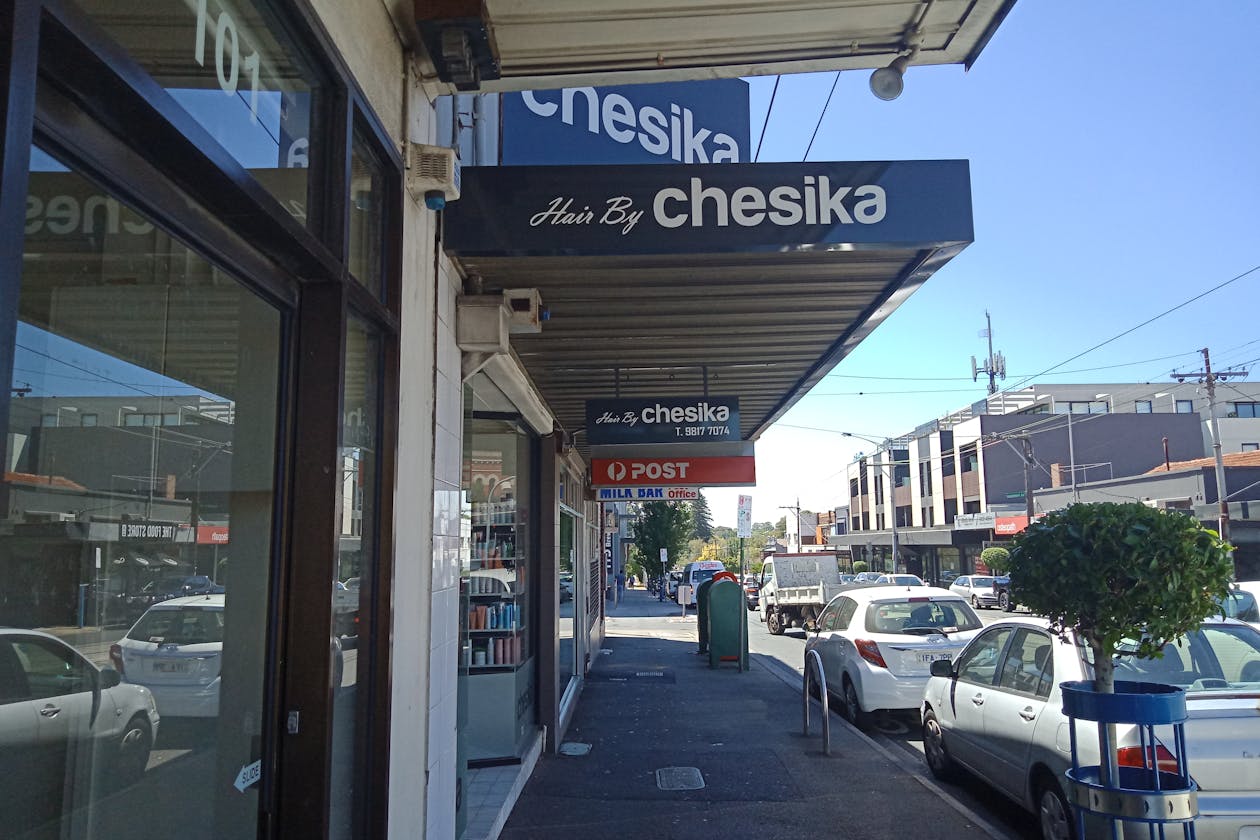 101
chesika
Hair By chesika
Hair By chesika
T. 9817 7074
POST
MILK BAR
Office
SLIDE
THE FOOD STORE